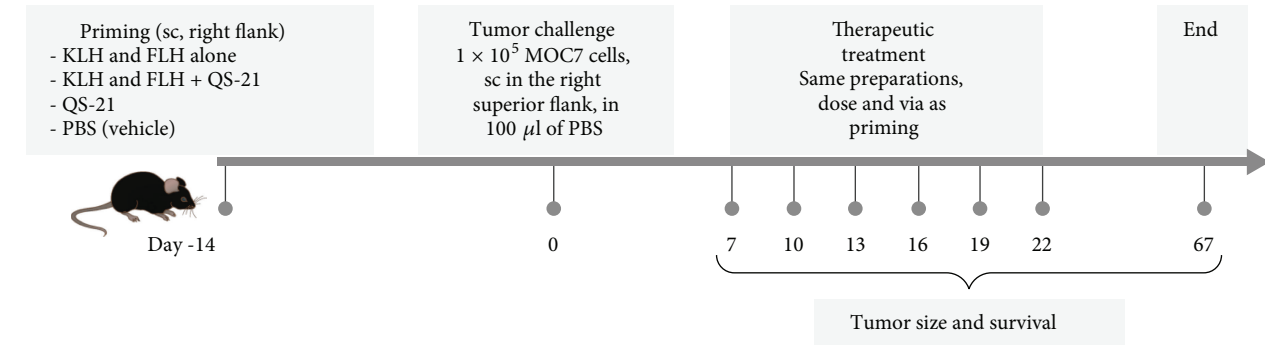 Priming (sc, right flank)
- KLH and FLH alone
- KLH and FLH + QS-21
- QS-21
- PBS (vehicle)
Tumor challenge
1 × 10⁵ MOC7 cells,
sc in the right
superior flank, in
100 μl of PBS
Therapeutic
treatment
Same preparations,
dose and via as
priming
End
Day -14
0
7
10
13
16
19
22
67
Tumor size and survival